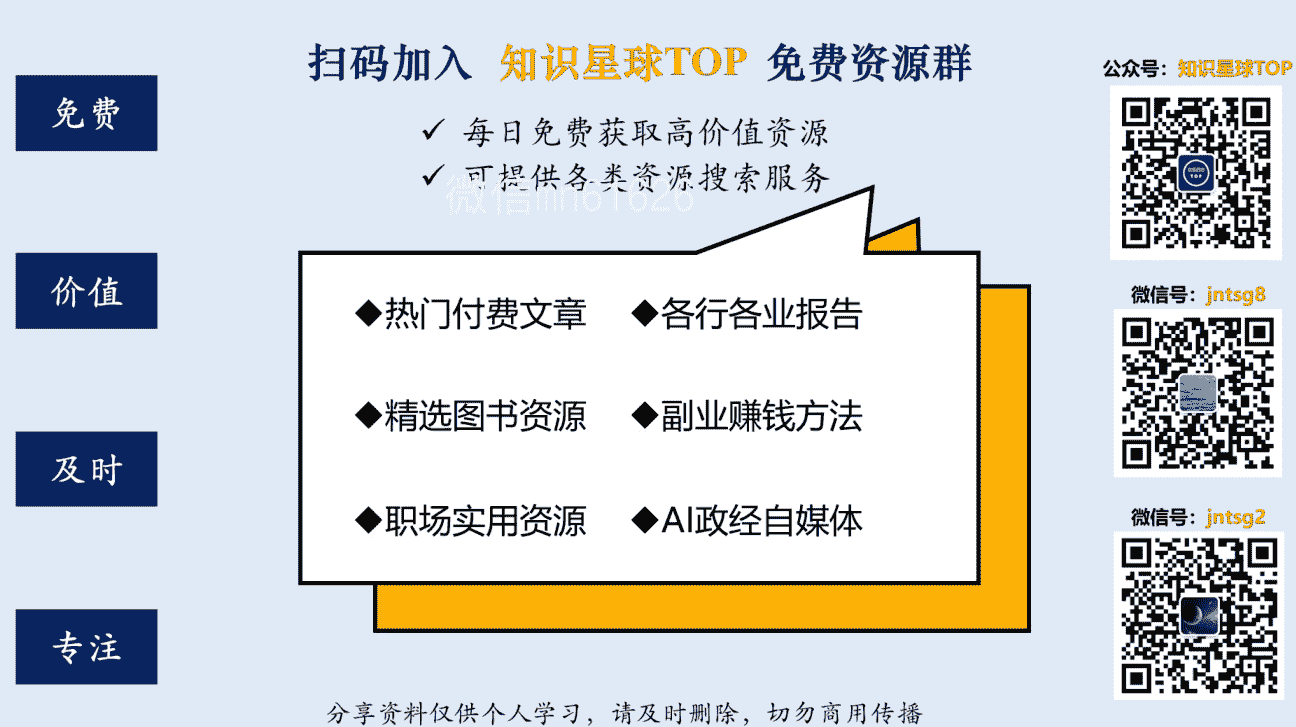 扫码加入 知识星球TOP 免费资源群
✓ 每日免费获取高价值资源
✓ 可提供各类资源搜索服务
免费
价值
及时
专注
◆热门付费文章 ◆各行各业报告
◆精选图书资源 ◆副业赚钱方法
◆职场实用资源 ◆AI政经自媒体
公众号：知识星球TOP
微信号：jntsg8
微信号：jntsg2
分享资料仅供个人学习，请及时删除，切勿商用传播